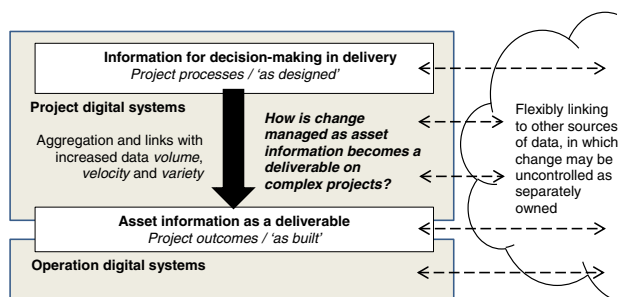 Information for decision-making in delivery
Project processes / 'as designed'
Project digital systems
Aggregation and links with
increased data volume,
velocity and variety
How is change
managed as asset
information becomes a
deliverable on
complex projects?
Flexibly linking
to other sources
of data, in which
change may be
uncontrolled as
separately
owned
Asset information as a deliverable
Project outcomes / 'as built'
Operation digital systems